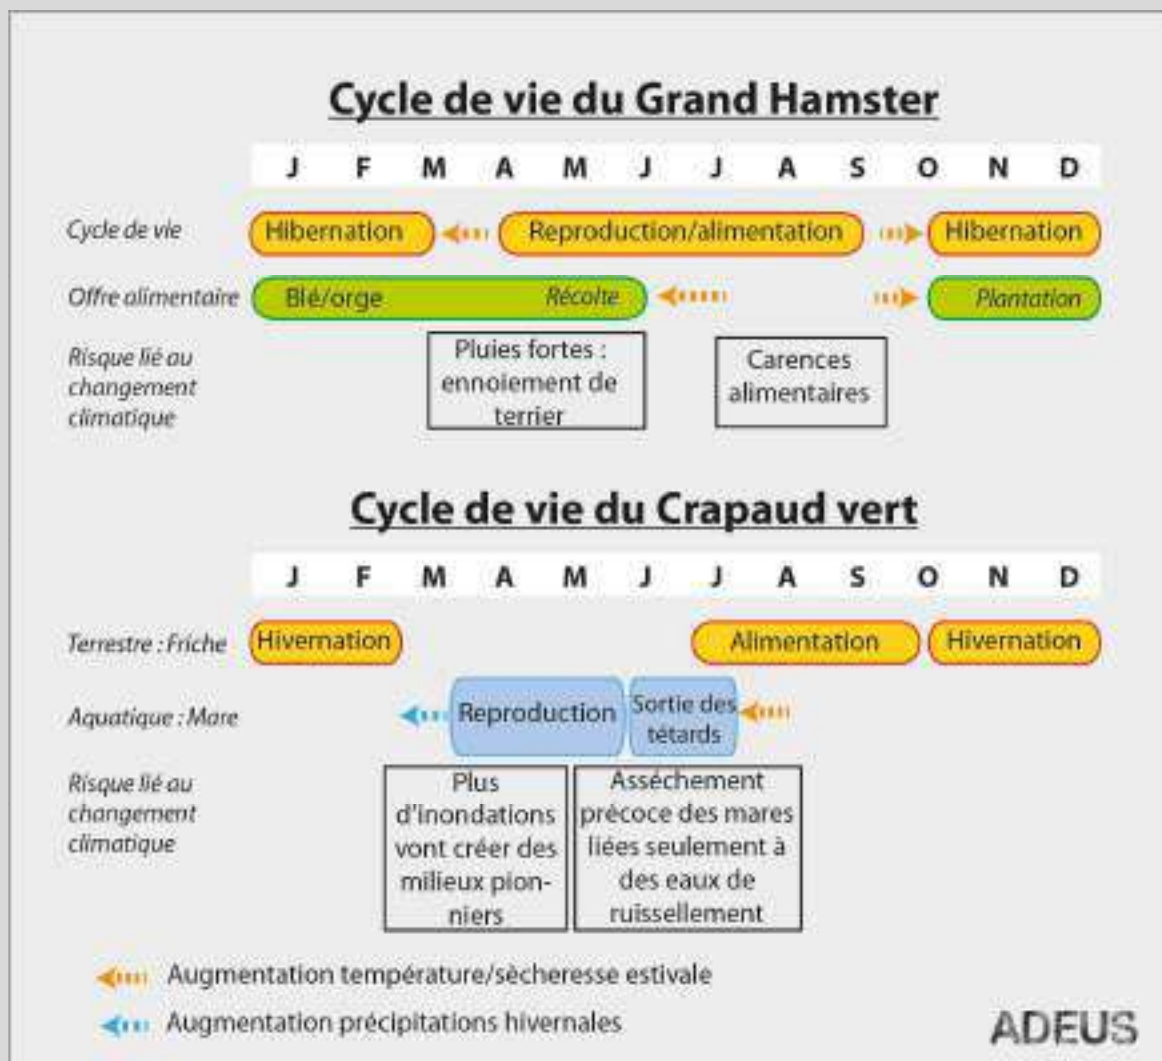 Cycle de vie du Grand Hamster
J F M A M J J A S O N D
Cycle de vie Hibernation Reproduction/alimentation Hibernation
Offre alimentaire Blé/orge Récolte Plantation
Risque lié au
changement
climatique
Pluies fortes :
ennoiement de
terrier
Carences
alimentaires
Cycle de vie du Crapaud vert
J F M A M J J A S O N D
Terrestre : Friche Hivernation Alimentation Hivernation
Aquatique : Mare Reproduction
Sortie des
tétards
Risque lié au
changement
climatique
Plus
d'inondations
vont créer des
milieux pion-
niers
Asséchement
précoce des mares
liées seulement à
des eaux de
ruissellement
Augmentation température/sècheresse estivale
Augmentation précipitations hivernales
ADEUS